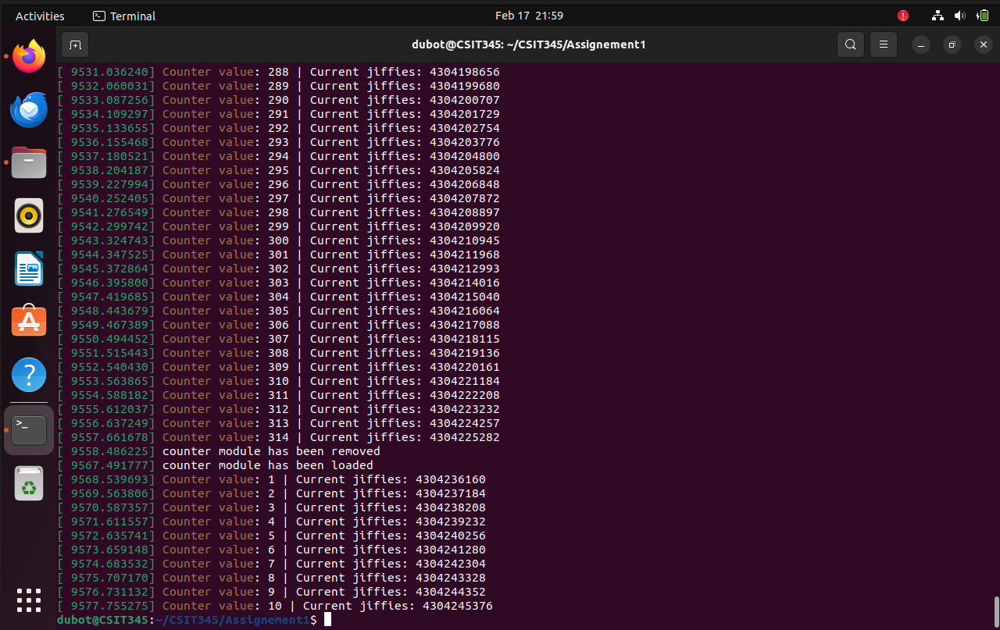 Activities Terminal Feb 17 21:59
dubot@CSIT345: ~/CSIT345/Assignement1
[ 9531.036240] Counter value: 288 | Current jiffies: 4304198656
[ 9532.060031] Counter value: 289 | Current jiffies: 4304199680
[ 9533.087256] Counter value: 290 | Current jiffies: 4304200707
[ 9534.109297] Counter value: 291 | Current jiffies: 4304201729
[ 9535.133655] Counter value: 292 | Current jiffies: 4304202754
[ 9536.155468] Counter value: 293 | Current jiffies: 4304203776
[ 9537.180521] Counter value: 294 | Current jiffies: 4304204800
[ 9538.204187] Counter value: 295 | Current jiffies: 4304205824
[ 9539.227994] Counter value: 296 | Current jiffies: 4304206848
[ 9540.252405] Counter value: 297 | Current jiffies: 4304207872
[ 9541.276549] Counter value: 298 | Current jiffies: 4304208897
[ 9542.299742] Counter value: 299 | Current jiffies: 4304209920
[ 9543.324743] Counter value: 300 | Current jiffies: 4304210945
[ 9544.347525] Counter value: 301 | Current jiffies: 4304211968
[ 9545.372864] Counter value: 302 | Current jiffies: 4304212993
[ 9546.395800] Counter value: 303 | Current jiffies: 4304214016
[ 9547.419685] Counter value: 304 | Current jiffies: 4304215040
[ 9548.443679] Counter value: 305 | Current jiffies: 4304216064
[ 9549.467389] Counter value: 306 | Current jiffies: 4304217088
[ 9550.494452] Counter value: 307 | Current jiffies: 4304218115
[ 9551.515443] Counter value: 308 | Current jiffies: 4304219136
[ 9552.540430] Counter value: 309 | Current jiffies: 4304220161
[ 9553.563865] Counter value: 310 | Current jiffies: 4304221184
[ 9554.588182] Counter value: 311 | Current jiffies: 4304222208
[ 9555.612037] Counter value: 312 | Current jiffies: 4304223232
[ 9556.637249] Counter value: 313 | Current jiffies: 4304224257
[ 9557.661678] Counter value: 314 | Current jiffies: 4304225282
[ 9558.486225] counter module has been removed
[ 9567.491777] counter module has been loaded
[ 9568.539693] Counter value: 1 | Current jiffies: 4304236160
[ 9569.563806] Counter value: 2 | Current jiffies: 4304237184
[ 9570.587357] Counter value: 3 | Current jiffies: 4304238208
[ 9571.611557] Counter value: 4 | Current jiffies: 4304239232
[ 9572.635741] Counter value: 5 | Current jiffies: 4304240256
[ 9573.659148] Counter value: 6 | Current jiffies: 4304241280
[ 9574.683532] Counter value: 7 | Current jiffies: 4304242304
[ 9575.707170] Counter value: 8 | Current jiffies: 4304243328
[ 9576.731132] Counter value: 9 | Current jiffies: 4304244352
[ 9577.755275] Counter value: 10 | Current jiffies: 4304245376
dubot@CSIT345:~/CSIT345/Assignement1$